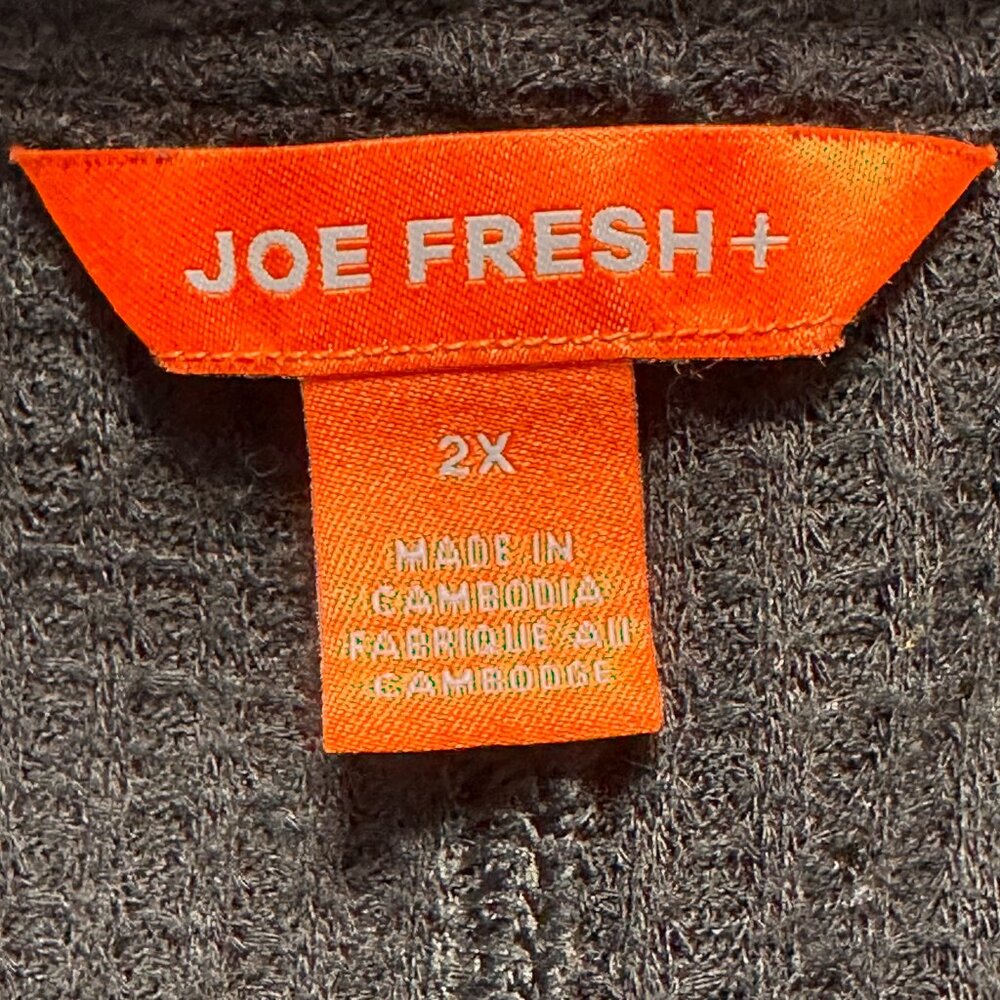 JOE FRESH+
2X
MADE IN
CAMBODIA
FABRIQUÉ AU
CAMBODGE